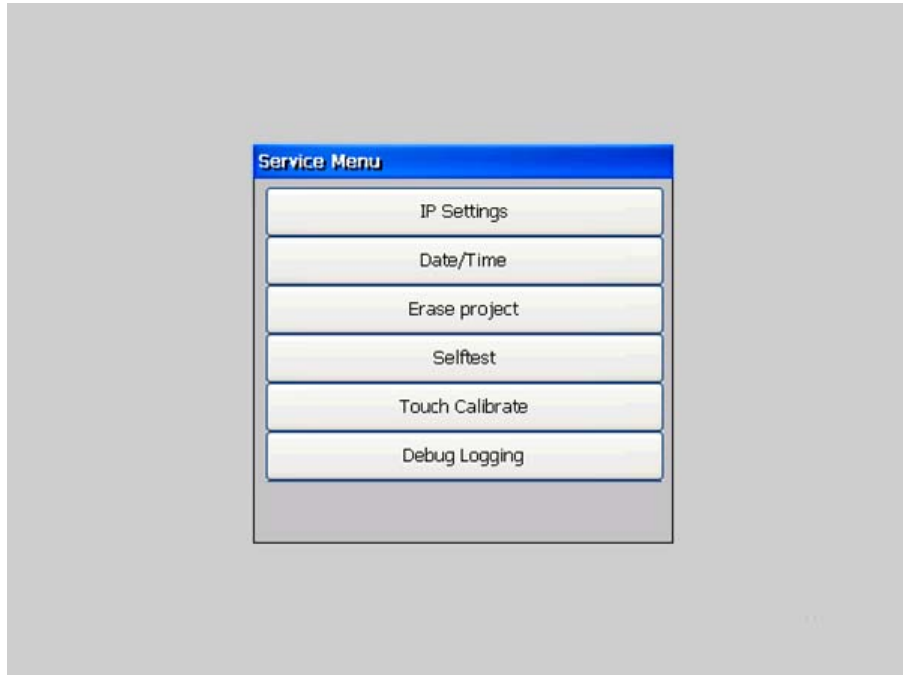 Service Menu
IP Settings
Date/Time
Erase project
Selftest
Touch Calibrate
Debug Logging